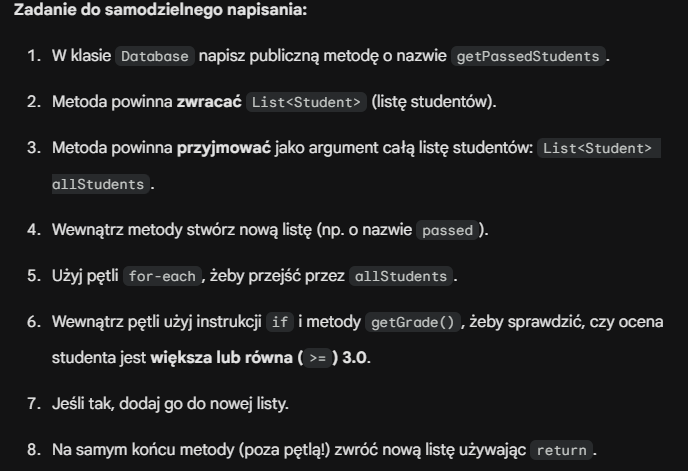 Zadanie do samodzielnego napisania:
1. W klasie Database napisz publiczną metodę o nazwie getPassedStudents.
2. Metoda powinna zwracać List<Student> (listę studentów).
3. Metoda powinna przyjmować jako argument całą listę studentów: List<Student>
allStudents.
4. Wewnątrz metody stwórz nową listę (np. o nazwie passed).
5. Użyj pętli for-each, żeby przejść przez allStudents.
6. Wewnątrz pętli użyj instrukcji if i metody getGrade(), żeby sprawdzić, czy ocena
studenta jest większa lub równa (>=) 3.0.
7. Jeśli tak, dodaj go do nowej listy.
8. Na samym końcu metody (poza pętlą!) zwróć nową listę używając return.